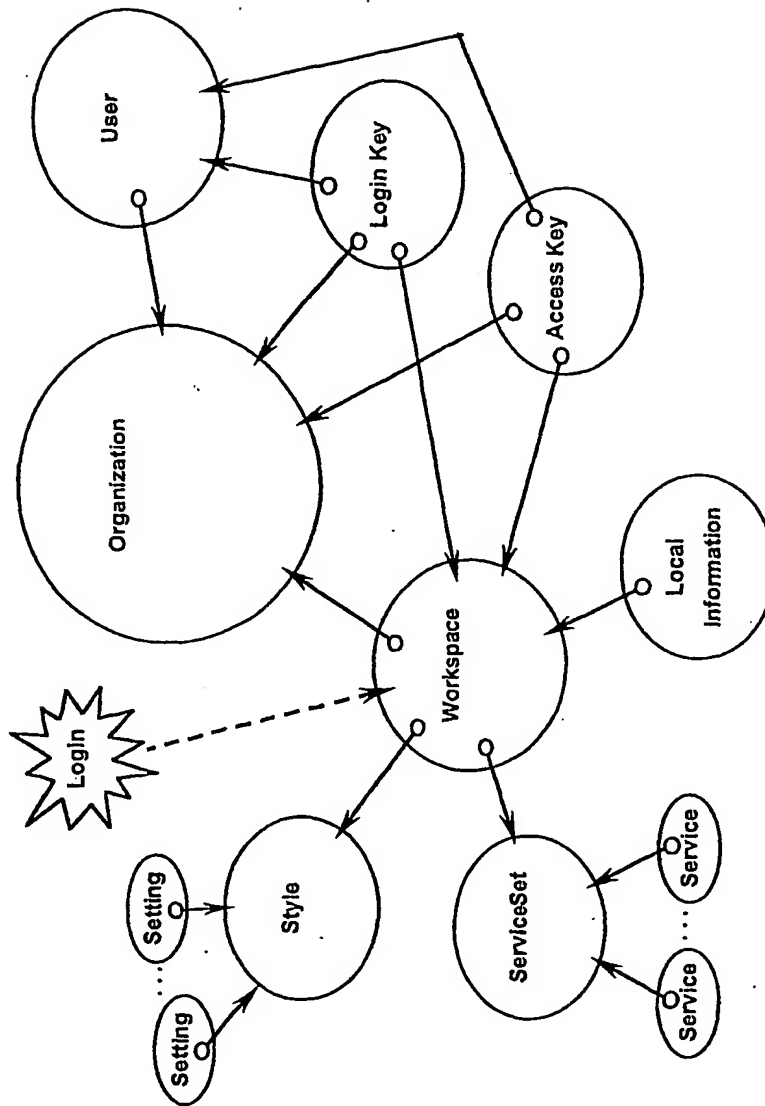 Login
Setting
....
Setting
Style
ServiceSet
Service
....
Service
Organization
Workspace
Local
Information
User
Login Key
Access Key